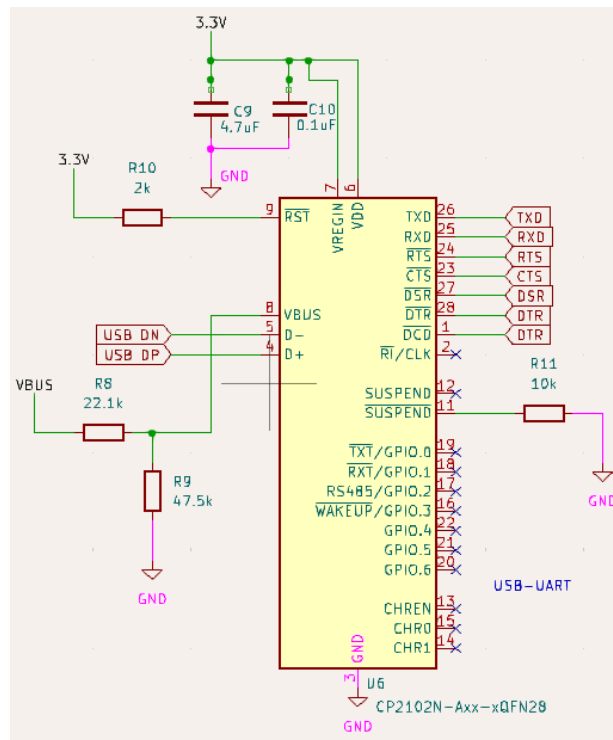 3.3V
C9
4.7uF
C10
0.1uF
GND
3.3V
R10
2k
9
RST
7
VREGIN
6
VDD
TXD
26
TXD
RXD
25
RXD
RTS
24
RTS
CTS
23
CTS
DSR
27
DSR
DTR
28
DTR
DCD
1
DTR
RI/CLK
2
8
VBUS
USB DN
5
D-
USB DP
4
D+
VBUS
R8
22.1k
R9
47.5k
GND
SUSPEND
12
SUSPEND
11
R11
10k
GND
TXT/GPIO.0
19
RXT/GPIO.1
18
RS485/GPIO.2
17
WAKEUP/GPIO.3
16
GPIO.4
22
GPIO.5
21
GPIO.6
20
USB-UART
CHREN
13
CHR0
15
CHR1
14
GND
3
U6
CP2102N-Axx-xQFN28
GND